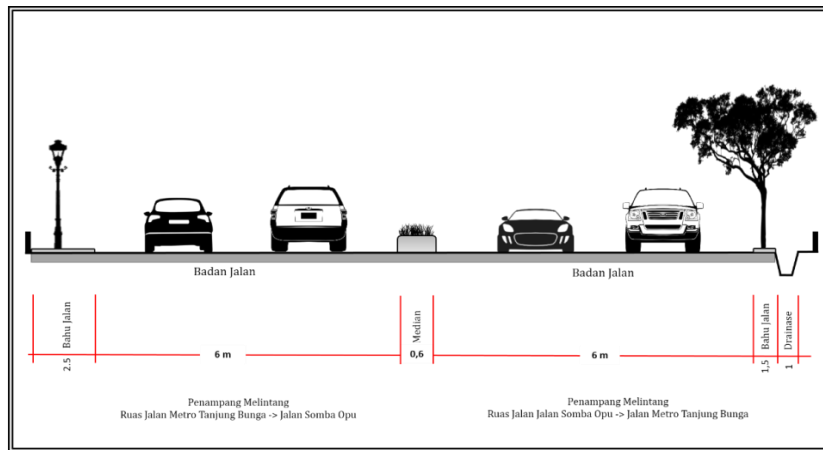 Badan Jalan
Badan Jalan
2.5 Bahu Jalan
6 m
Median
0,6
6 m
1,5 Bahu Jalan
1 Drainase
Penampang Melintang
Ruas Jalan Metro Tanjung Bunga -> Jalan Somba Opu
Penampang Melintang
Ruas Jalan Jalan Somba Opu -> Jalan Metro Tanjung Bunga